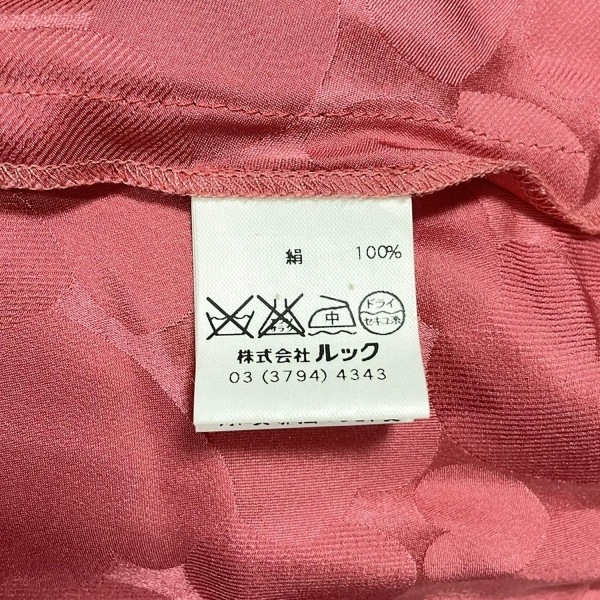 絹 100%
中 ドライ
セキユ系
株式会社 ルック
03 (3794) 4343